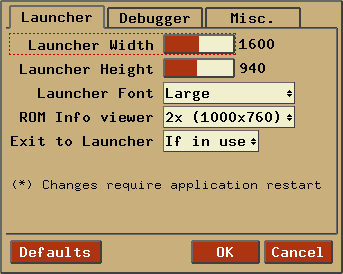 Launcher Debugger Misc.
Launcher Width 1600
Launcher Height 940
Launcher Font Large
ROM Info viewer 2x (1000x760)
Exit to Launcher If in use
(*) Changes require application restart
Defaults OK Cancel